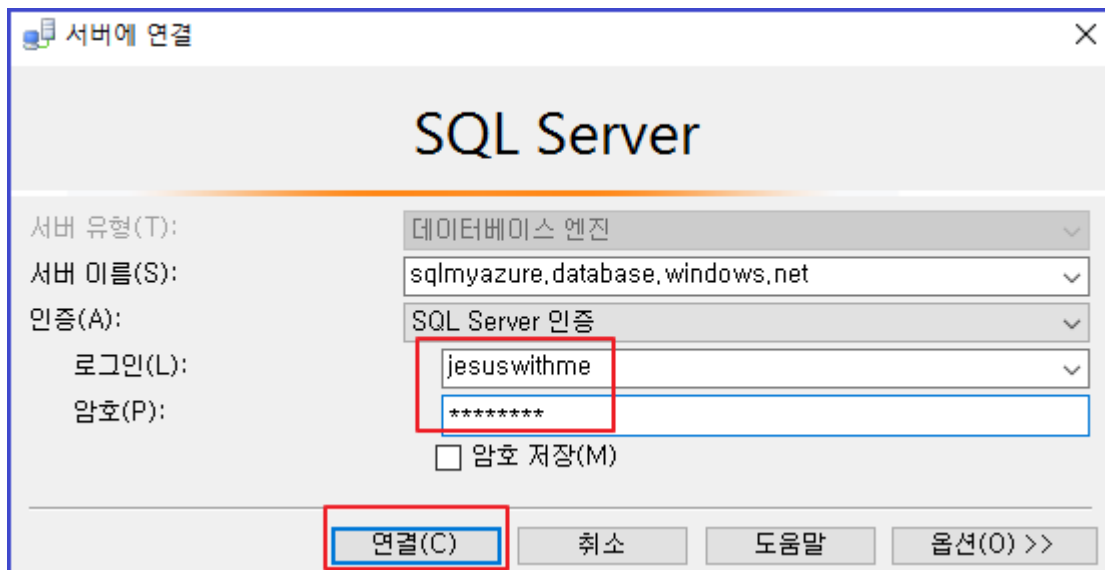 서버에 연결
SQL Server
서버 유형(T): 데이터베이스 엔진
서버 이름(S): sqlmyazure.database.windows.net
인증(A): SQL Server 인증
로그인(L): jesuswithme
암호(P): ********
암호 저장(M)
연결(C) 취소 도움말 옵션(O) >>